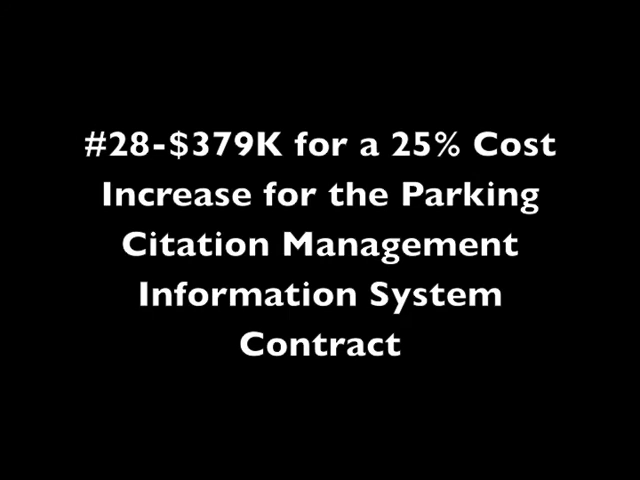 #28-$379K for a 25% Cost
Increase for the Parking
Citation Management
Information System
Contract